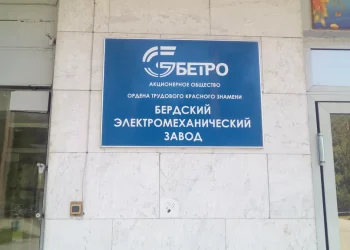 БЕТРО
АКЦИОНЕРНОЕ ОБЩЕСТВО
ОРДЕНА ТРУДОВОГО КРАСНОГО ЗНАМЕНИ
БЕРДСКИЙ
ЭЛЕКТРОМЕХАНИЧЕСКИЙ
ЗАВОД